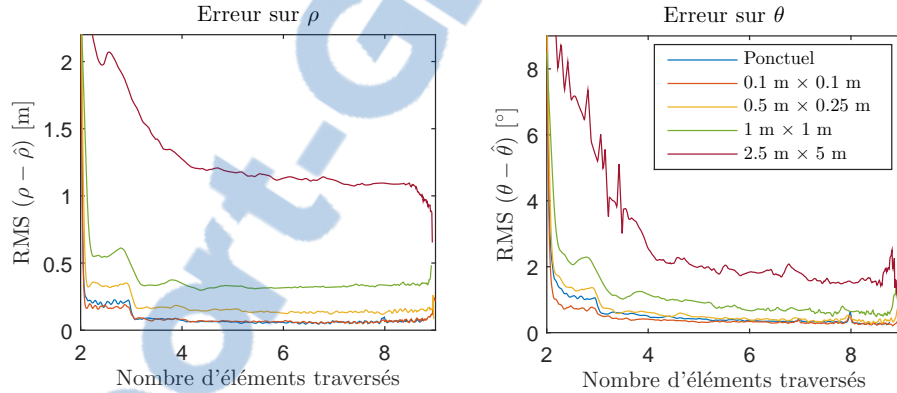 Erreur sur ρ
RMS (ρ − ρ̂) [m]
2
1.5
1
0.5
0
2
4
6
8
Nombre d'éléments traversés
Erreur sur θ
RMS (θ − θ̂) [°]
8
6
4
2
0
2
4
6
8
Nombre d'éléments traversés
Ponctuel
0.1 m × 0.1 m
0.5 m × 0.25 m
1 m × 1 m
2.5 m × 5 m